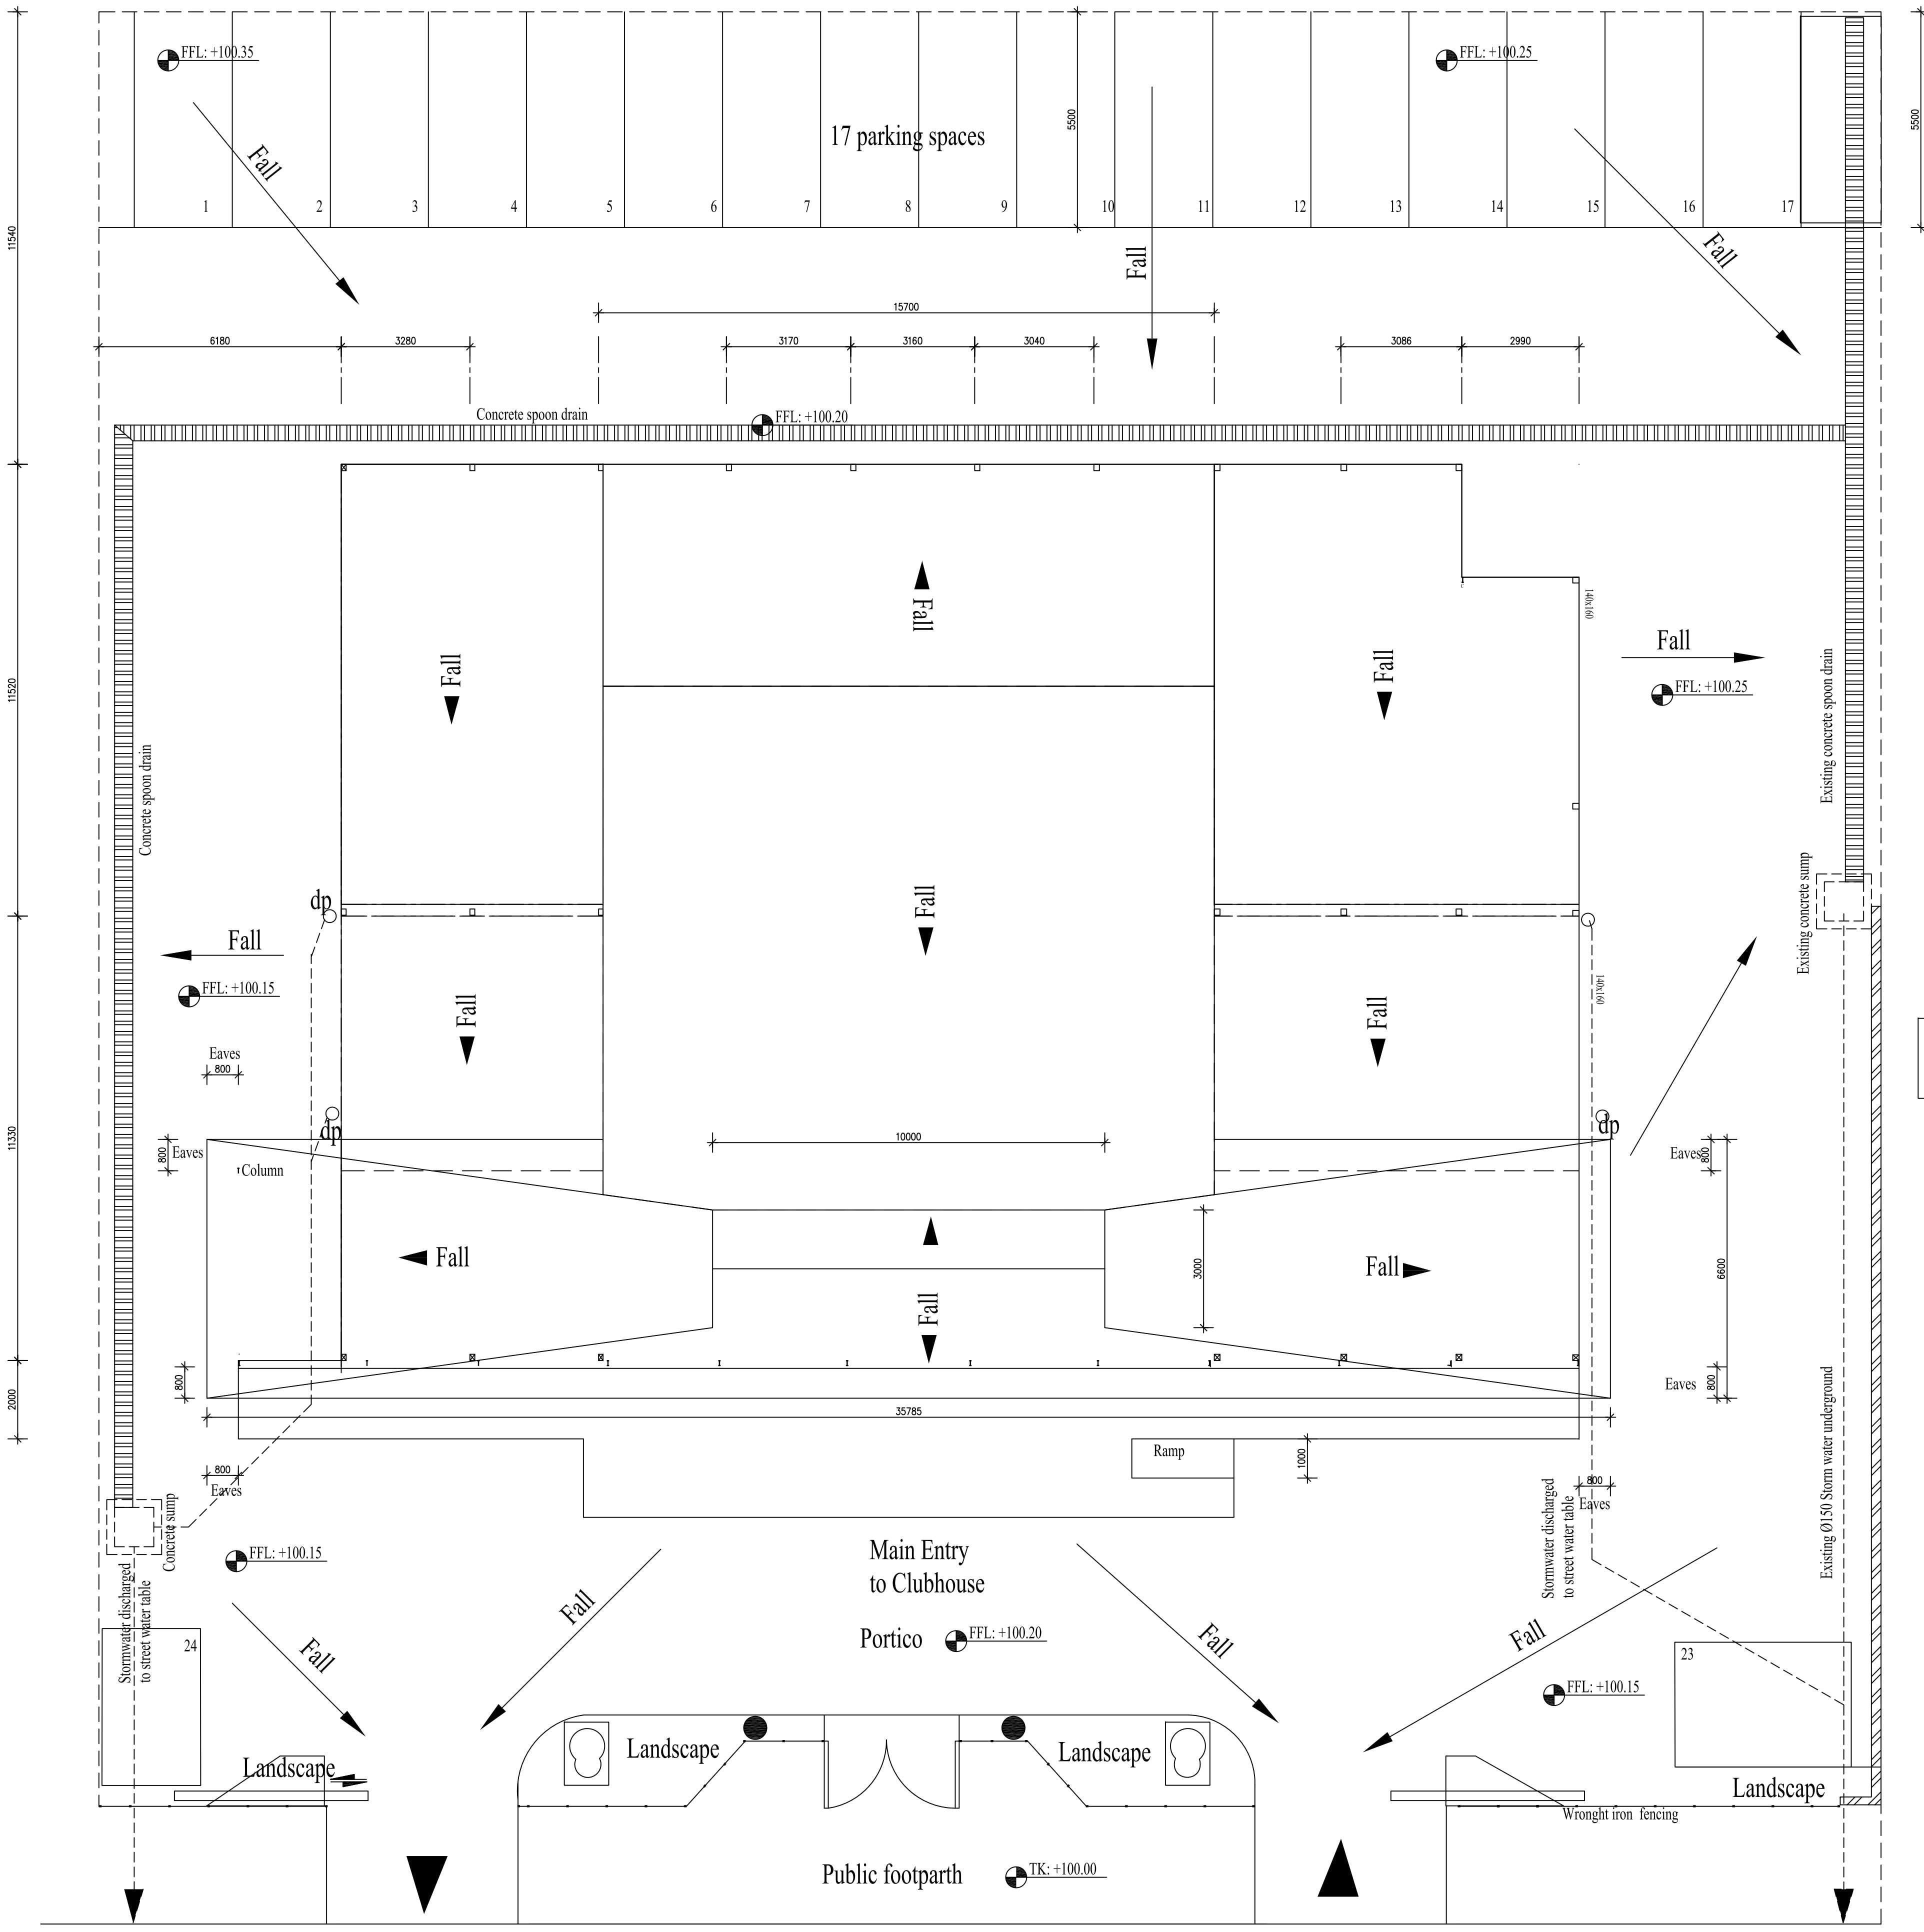 FFL: +100.35
FFL: +100.25
17 parking spaces
5500
5500
Fall
1
2
3
4
5
6
7
8
9
10
11
12
13
14
15
16
17
11540
Fall
Fall
15700
6180
3280
3170
3160
3040
3086
2990
Concrete spoon drain
FFL: +100.20
Fall
140x160
Fall
Fall
Fall
FFL: +100.25
11520
Concrete spoon drain
Existing concrete spoon drain
dp
Fall
Existing concrete sump
Fall
FFL: +100.15
Fall
Fall
140x160
Eaves
800
dp
dp
11330
10000
800
Eaves
Column
Eaves
800
Fall
Fall
3000
6600
Fall
800
Eaves
800
2000
35785
Ramp
1000
800
Eaves
800
Eaves
Concrete sump
Stormwater discharged
to street water table
Existing Ø150 Storm water underground
FFL: +100.15
Main Entry
to Clubhouse
Stormwater discharged
to street water table
Fall
Portico
FFL: +100.20
Fall
Fall
24
Fall
23
FFL: +100.15
Landscape
Landscape
Landscape
Landscape
Wronght iron fencing
Public footparth
TK: +100.00